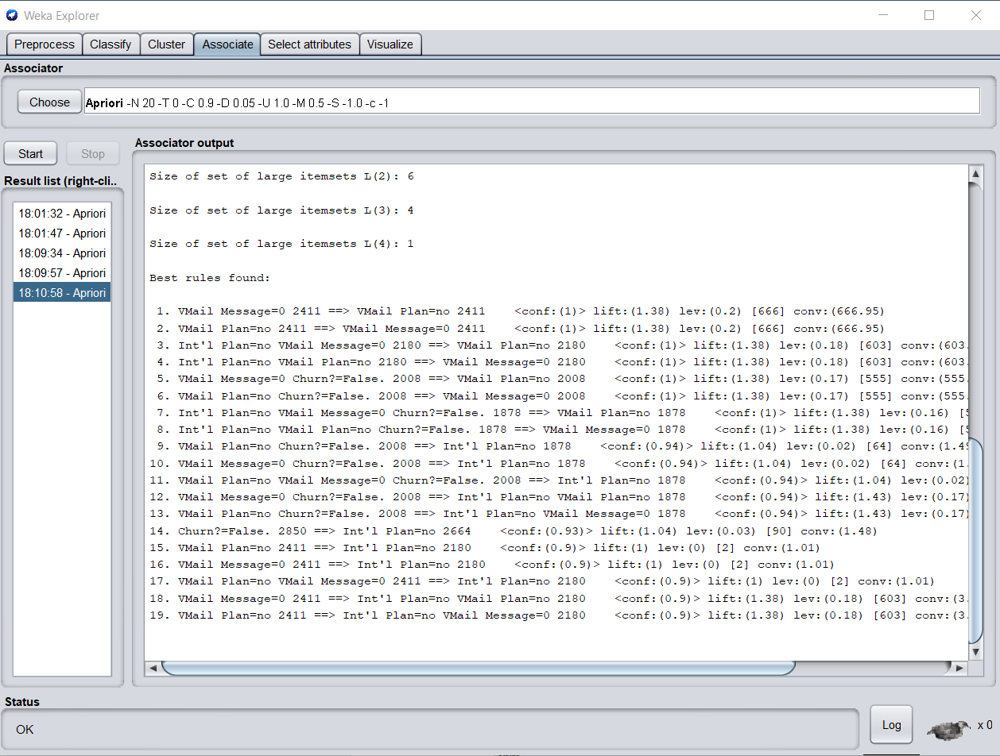 Weka Explorer
Preprocess Classify Cluster Associate Select attributes Visualize
Associator
Choose Apriori -N 20 -T 0 -C 0.9 -D 0.05 -U 1.0 -M 0.5 -S -1.0 -c -1
Start Stop
Associator output
Result list (right-cli..
18:01:32 - Apriori
18:01:47 - Apriori
18:09:34 - Apriori
18:09:57 - Apriori
18:10:58 - Apriori
Size of set of large itemsets L(2): 6
Size of set of large itemsets L(3): 4
Size of set of large itemsets L(4): 1
Best rules found:
1. VMail Message=0 2411 ==> VMail Plan=no 2411 <conf:(1)> lift:(1.38) lev:(0.2) [666] conv:(666.95)
2. VMail Plan=no 2411 ==> VMail Message=0 2411 <conf:(1)> lift:(1.38) lev:(0.2) [666] conv:(666.95)
3. Int'l Plan=no VMail Message=0 2180 ==> VMail Plan=no 2180 <conf:(1)> lift:(1.38) lev:(0.18) [603] conv:(603.
4. Int'l Plan=no VMail Plan=no 2180 ==> VMail Message=0 2180 <conf:(1)> lift:(1.38) lev:(0.18) [603] conv:(603.
5. VMail Message=0 Churn?=False. 2008 ==> VMail Plan=no 2008 <conf:(1)> lift:(1.38) lev:(0.17) [555] conv:(555.
6. VMail Plan=no Churn?=False. 2008 ==> VMail Message=0 2008 <conf:(1)> lift:(1.38) lev:(0.17) [555] conv:(555.
7. Int'l Plan=no VMail Message=0 Churn?=False. 1878 ==> VMail Plan=no 1878 <conf:(1)> lift:(1.38) lev:(0.16) [
8. Int'l Plan=no VMail Plan=no Churn?=False. 1878 ==> VMail Message=0 1878 <conf:(1)> lift:(1.38) lev:(0.16) [
9. VMail Plan=no Churn?=False. 2008 ==> Int'l Plan=no 1878 <conf:(0.94)> lift:(1.04) lev:(0.02) [64] conv:(1.49
10. VMail Message=0 Churn?=False. 2008 ==> Int'l Plan=no 1878 <conf:(0.94)> lift:(1.04) lev:(0.02) [64] conv:(1.
11. VMail Plan=no VMail Message=0 Churn?=False. 2008 ==> Int'l Plan=no 1878 <conf:(0.94)> lift:(1.04) lev:(0.02)
12. VMail Message=0 Churn?=False. 2008 ==> Int'l Plan=no VMail Plan=no 1878 <conf:(0.94)> lift:(1.43) lev:(0.17)
13. VMail Plan=no Churn?=False. 2008 ==> Int'l Plan=no VMail Message=0 1878 <conf:(0.94)> lift:(1.43) lev:(0.17)
14. Churn?=False. 2850 ==> Int'l Plan=no 2664 <conf:(0.93)> lift:(1.04) lev:(0.03) [90] conv:(1.48)
15. VMail Plan=no 2411 ==> Int'l Plan=no 2180 <conf:(0.9)> lift:(1) lev:(0) [2] conv:(1.01)
16. VMail Message=0 2411 ==> Int'l Plan=no 2180 <conf:(0.9)> lift:(1) lev:(0) [2] conv:(1.01)
17. VMail Plan=no VMail Message=0 2411 ==> Int'l Plan=no 2180 <conf:(0.9)> lift:(1) lev:(0) [2] conv:(1.01)
18. VMail Message=0 2411 ==> Int'l Plan=no VMail Plan=no 2180 <conf:(0.9)> lift:(1.38) lev:(0.18) [603] conv:(3.
19. VMail Plan=no 2411 ==> Int'l Plan=no VMail Message=0 2180 <conf:(0.9)> lift:(1.38) lev:(0.18) [603] conv:(3.
Status
OK
Log
x 0